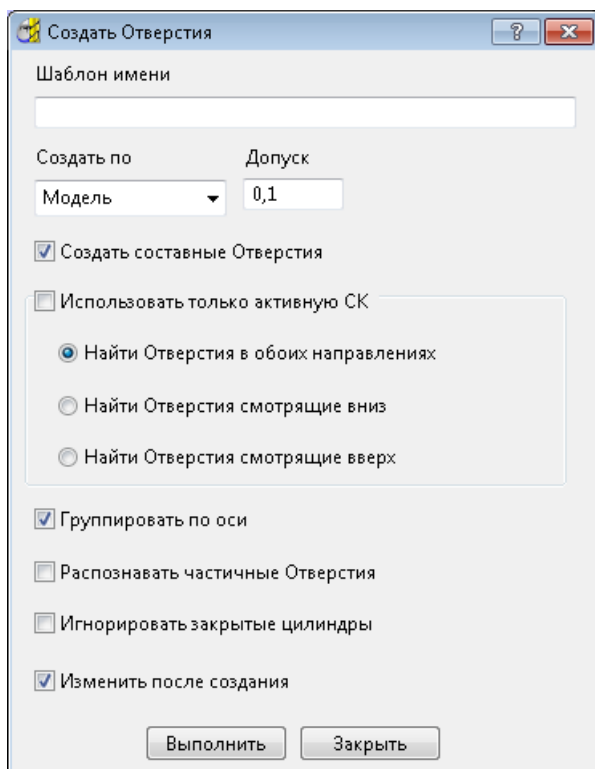 Создать Отверстия
Шаблон имени
Создать по Допуск
Модель 0,1
Создать составные Отверстия
Использовать только активную СК
Найти Отверстия в обоих направлениях
Найти Отверстия смотрящие вниз
Найти Отверстия смотрящие вверх
Группировать по оси
Распознавать частичные Отверстия
Игнорировать закрытые цилиндры
Изменить после создания
Выполнить Закрыть